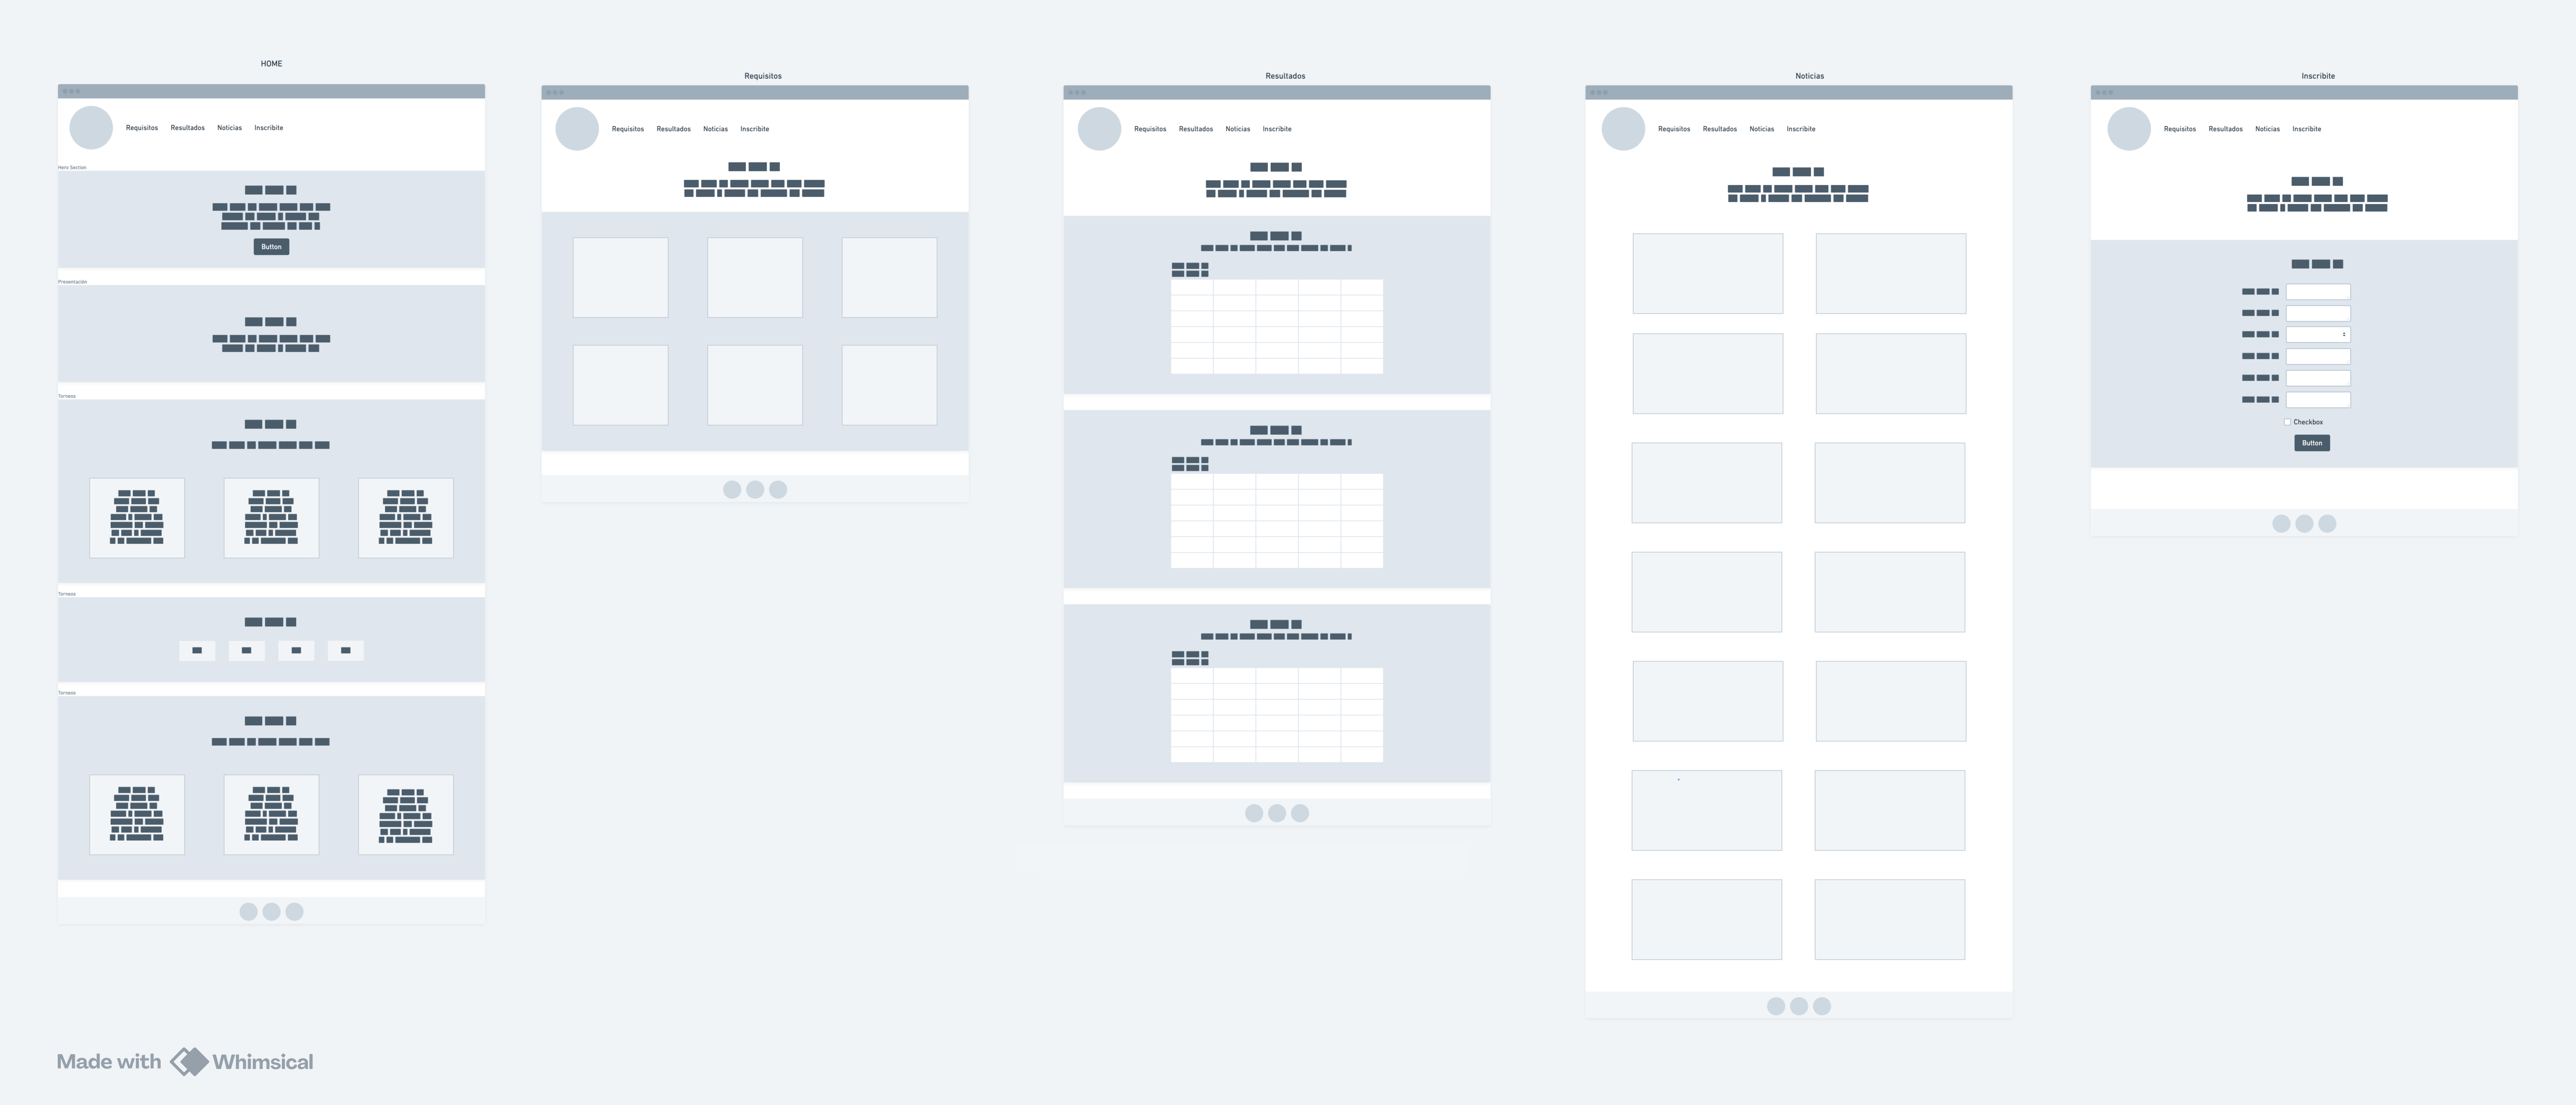 HOME
Requisitos Resultados Noticias Inscribite
Hero Section
Button
Presentación
Torneos
Torneos
Torneos
Requisitos
Requisitos Resultados Noticias Inscribite
Resultados
Requisitos Resultados Noticias Inscribite
Noticias
Requisitos Resultados Noticias Inscribite
Inscribite
Requisitos Resultados Noticias Inscribite
Checkbox
Button
Made with Whimsical